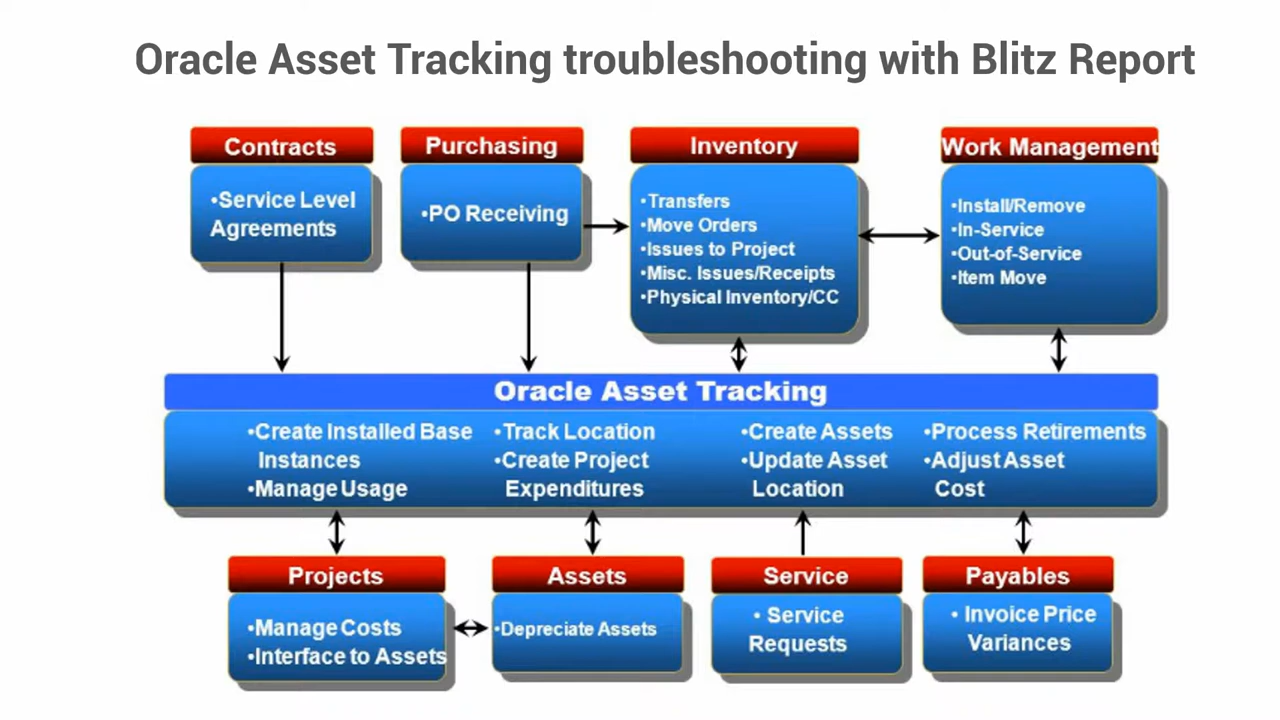 Oracle Asset Tracking troubleshooting with Blitz Report
Contracts
•Service Level
Agreements
Purchasing
•PO Receiving
Inventory
•Transfers
•Move Orders
•Issues to Project
•Misc. Issues/Receipts
•Physical Inventory/CC
Work Management
•Install/Remove
•In-Service
•Out-of-Service
•Item Move
Oracle Asset Tracking
•Create Installed Base
Instances
•Manage Usage
•Track Location
•Create Project
Expenditures
•Create Assets
•Update Asset
Location
•Process Retirements
•Adjust Asset
Cost
Projects
•Manage Costs
•Interface to Assets
Assets
•Depreciate Assets
Service
• Service
Requests
Payables
• Invoice Price
Variances